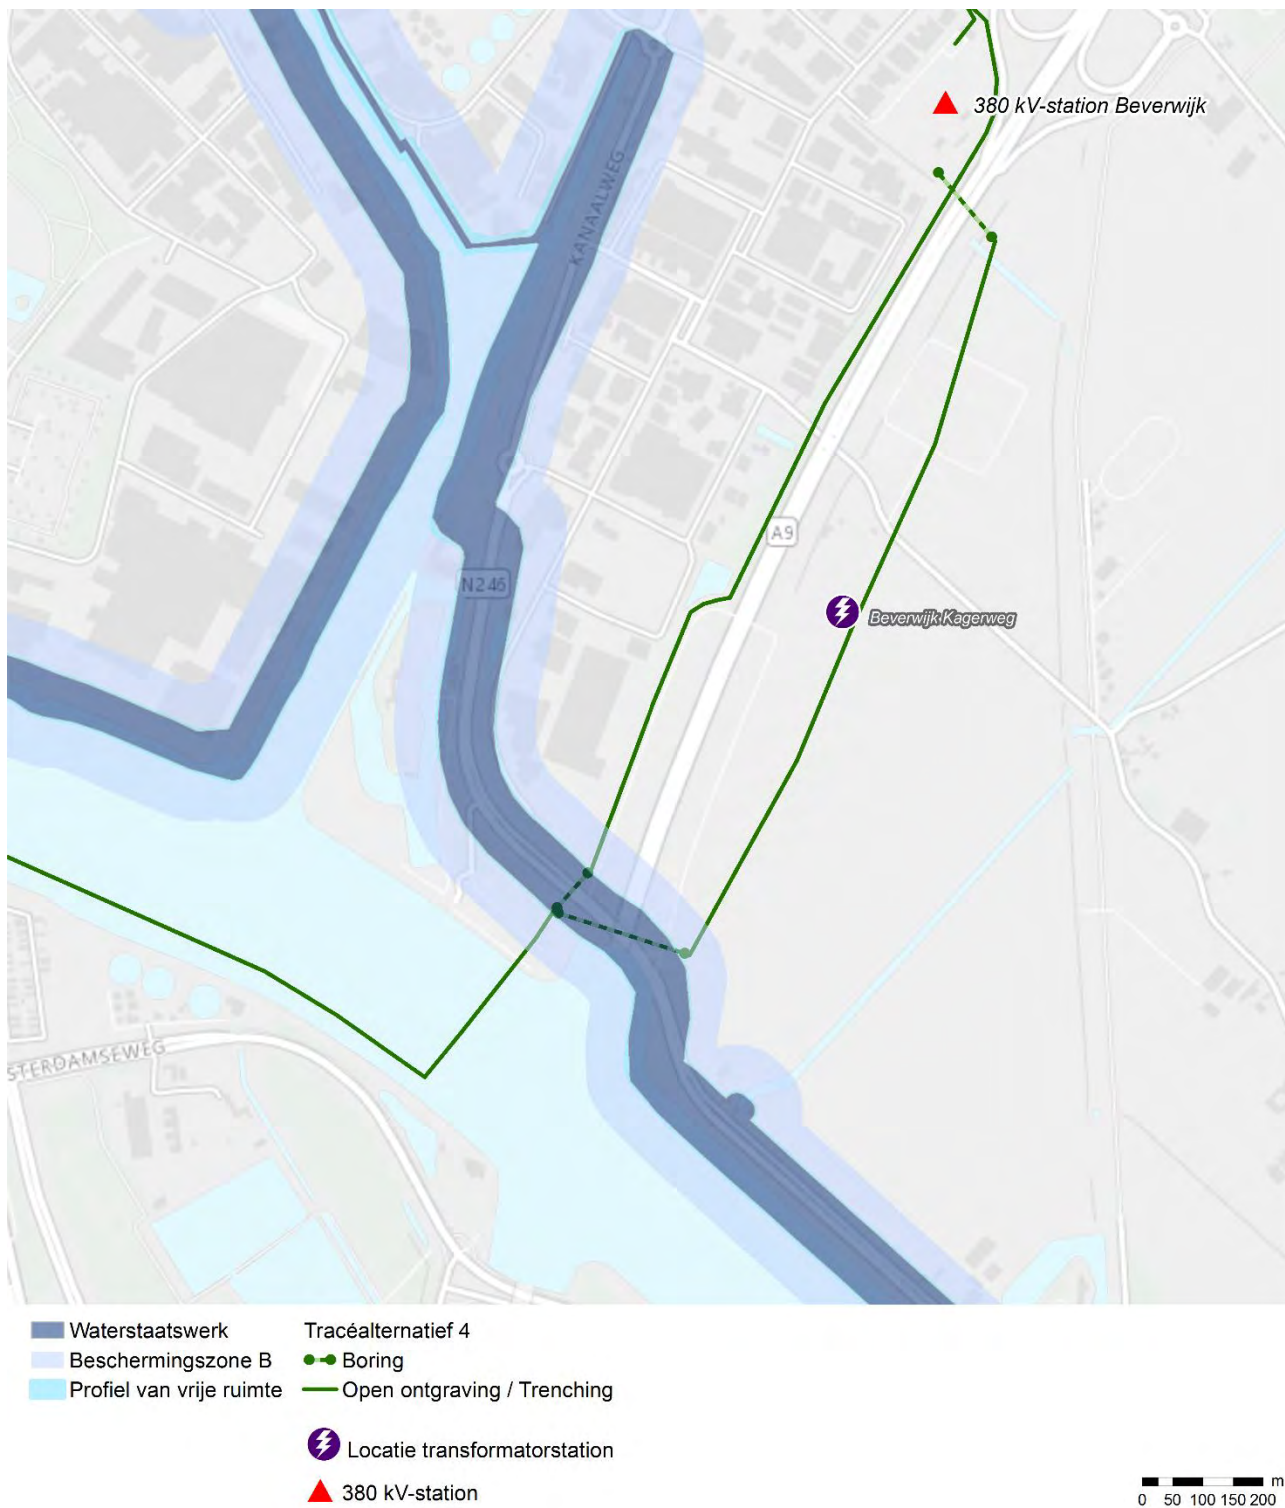 380 kV-station Beverwijk
KANAALWEG
A9
N246
Beverwijk Kagerweg
STERDAMSEWEG
Waterstaatswerk
Beschermingszone B
Profiel van vrije ruimte
Tracéalternatief 4
Boring
Open ontgraving / Trenching
Locatie transformatorstation
380 kV-station
m
0 50 100 150 200